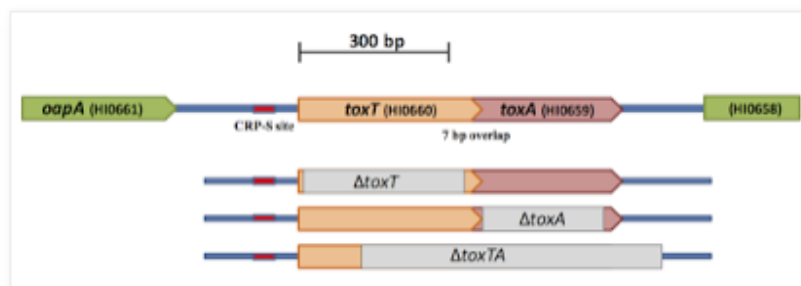 300 bp
oapA (HI0661) toxT (HI0660) toxA (HI0659) (HI0658)
CRP-S site 7 bp overlap
ΔtoxT
ΔtoxA
ΔtoxTA